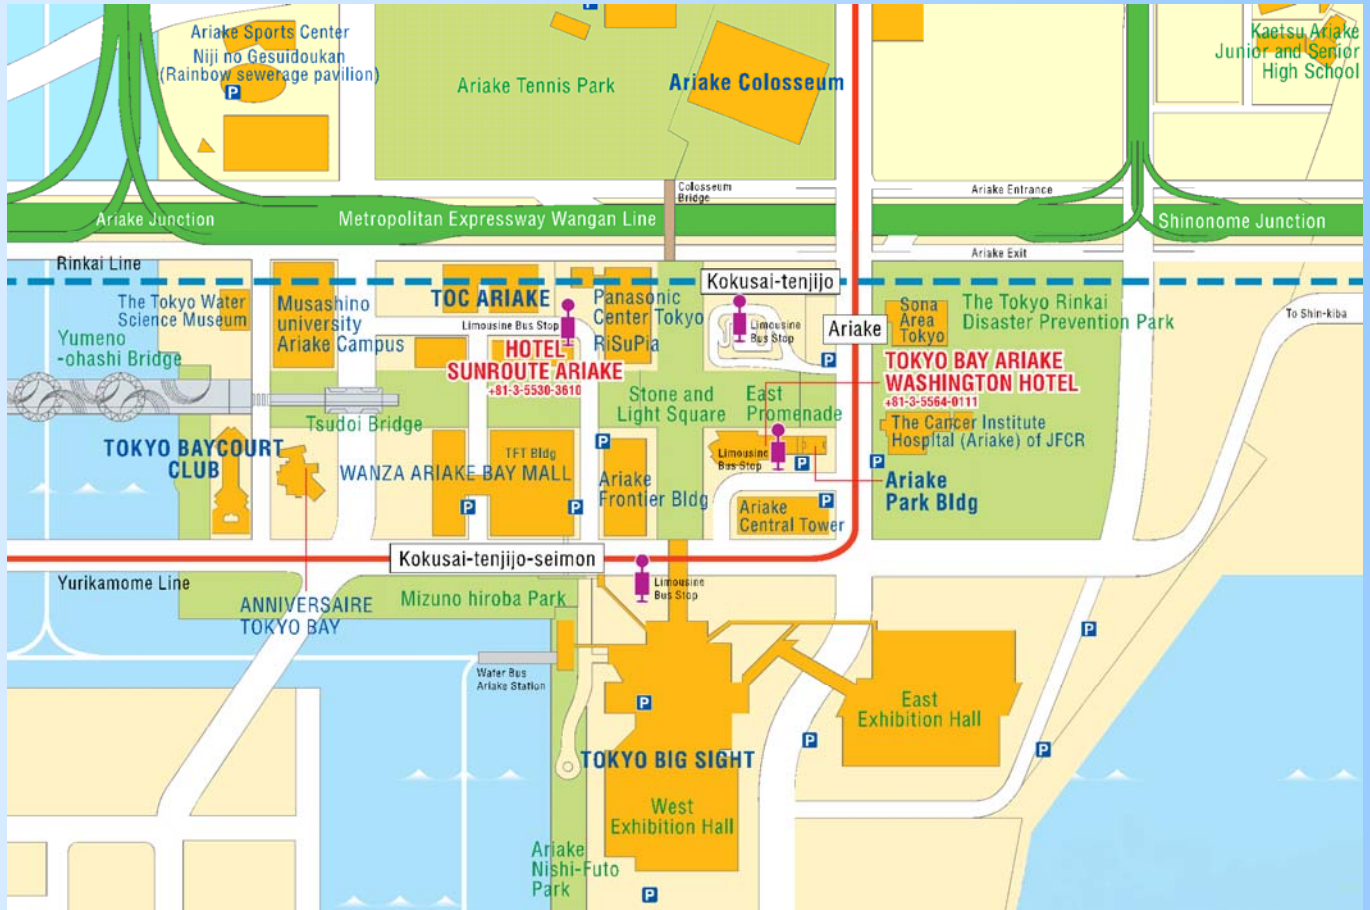 Ariake Sports Center
Niji no Gesuidoukan
(Rainbow sewerage pavilion)
P
P
Ariake Tennis Park
Ariake Colosseum
Kaetsu Ariake
Junior and Senior
High School
Colosseum
Bridge
Ariake Entrance
Ariake Junction
Metropolitan Expressway Wangan Line
Shinonome Junction
Ariake Exit
Rinkai Line
Kokusai-tenjijo
The Tokyo Water
Science Museum
Musashino
university
Ariake Campus
TOC ARIAKE
Limousine Bus Stop
Panasonic
Center Tokyo
RiSuPia
Limousine
Bus Stop
Ariake
P
Sona
Area
Tokyo
The Tokyo Rinkai
Disaster Prevention Park
To Shin-kiba
Yumeno
-ohashi Bridge
HOTEL
SUNROUTE ARIAKE
+81-3-5530-3610
TOKYO BAY ARIAKE
WASHINGTON HOTEL
+81-3-5564-0111
Stone and
Light Square
East
Promenade
Tsudoi Bridge
The Cancer Institute
Hospital (Ariake) of JFCR
TOKYO BAYCOURT
CLUB
TFT Bldg
WANZA ARIAKE BAY MALL
P
P
P
Ariake
Frontier Bldg
Limousine
Bus Stop
P
P
Ariake
Park Bldg
P
Ariake
Central Tower
Kokusai-tenjijo-seimon
Yurikamome Line
Limousine
Bus Stop
ANNIVERSAIRE
TOKYO BAY
Mizuno hiroba Park
Water Bus
Ariake Station
P
P
East
Exhibition Hall
P
P
TOKYO BIG SIGHT
West
Exhibition Hall
Ariake
Nishi-Futo
Park
P